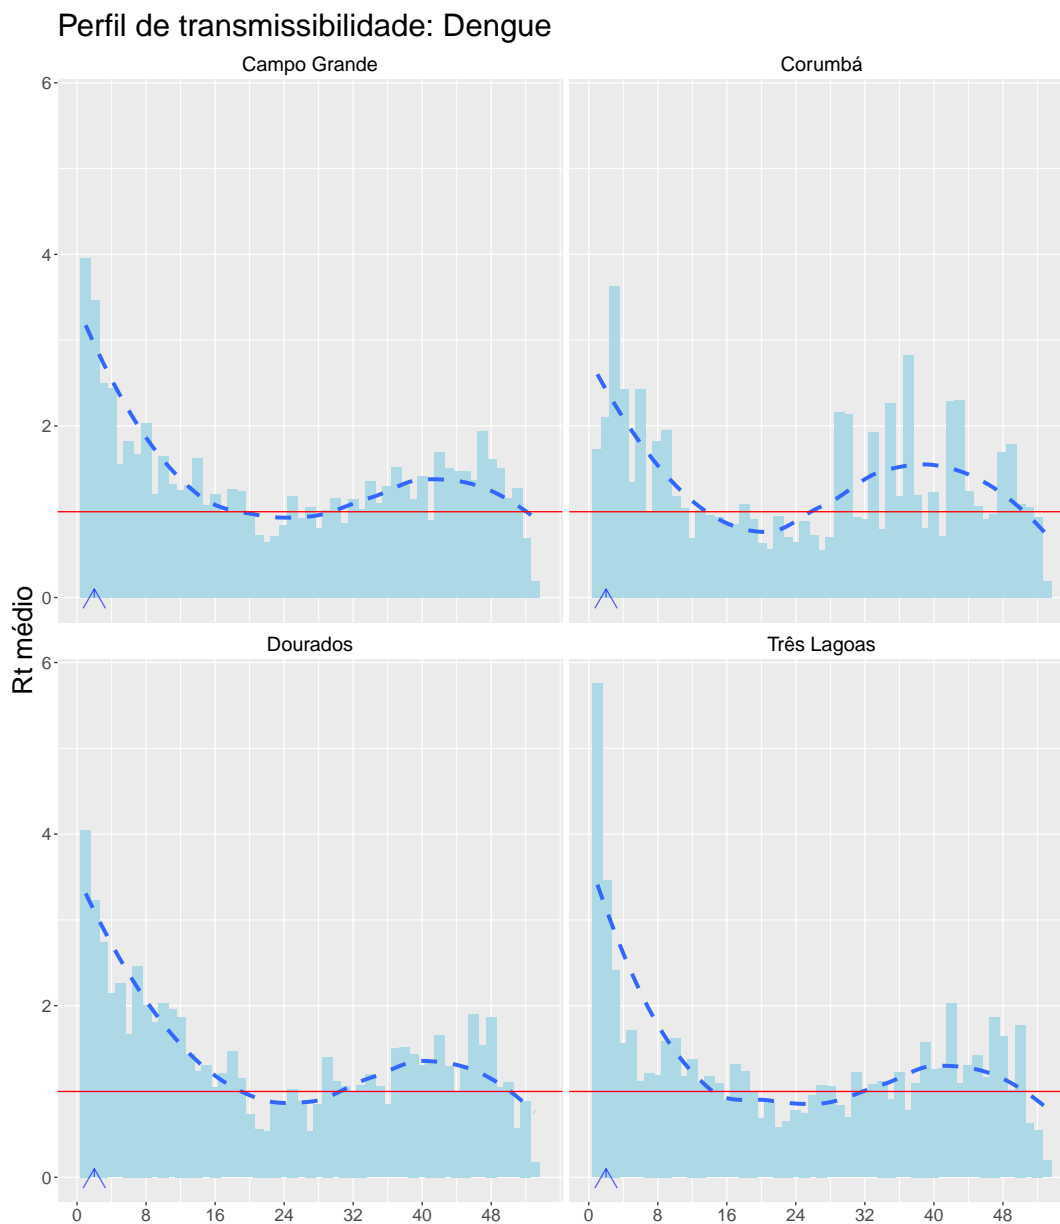 Perfil de transmissibilidade: Dengue
Campo Grande
Corumbá
6
4
2
0
Rt médio
Dourados
Três Lagoas
6
4
2
0
0 8 16 24 32 40 48
0 8 16 24 32 40 48